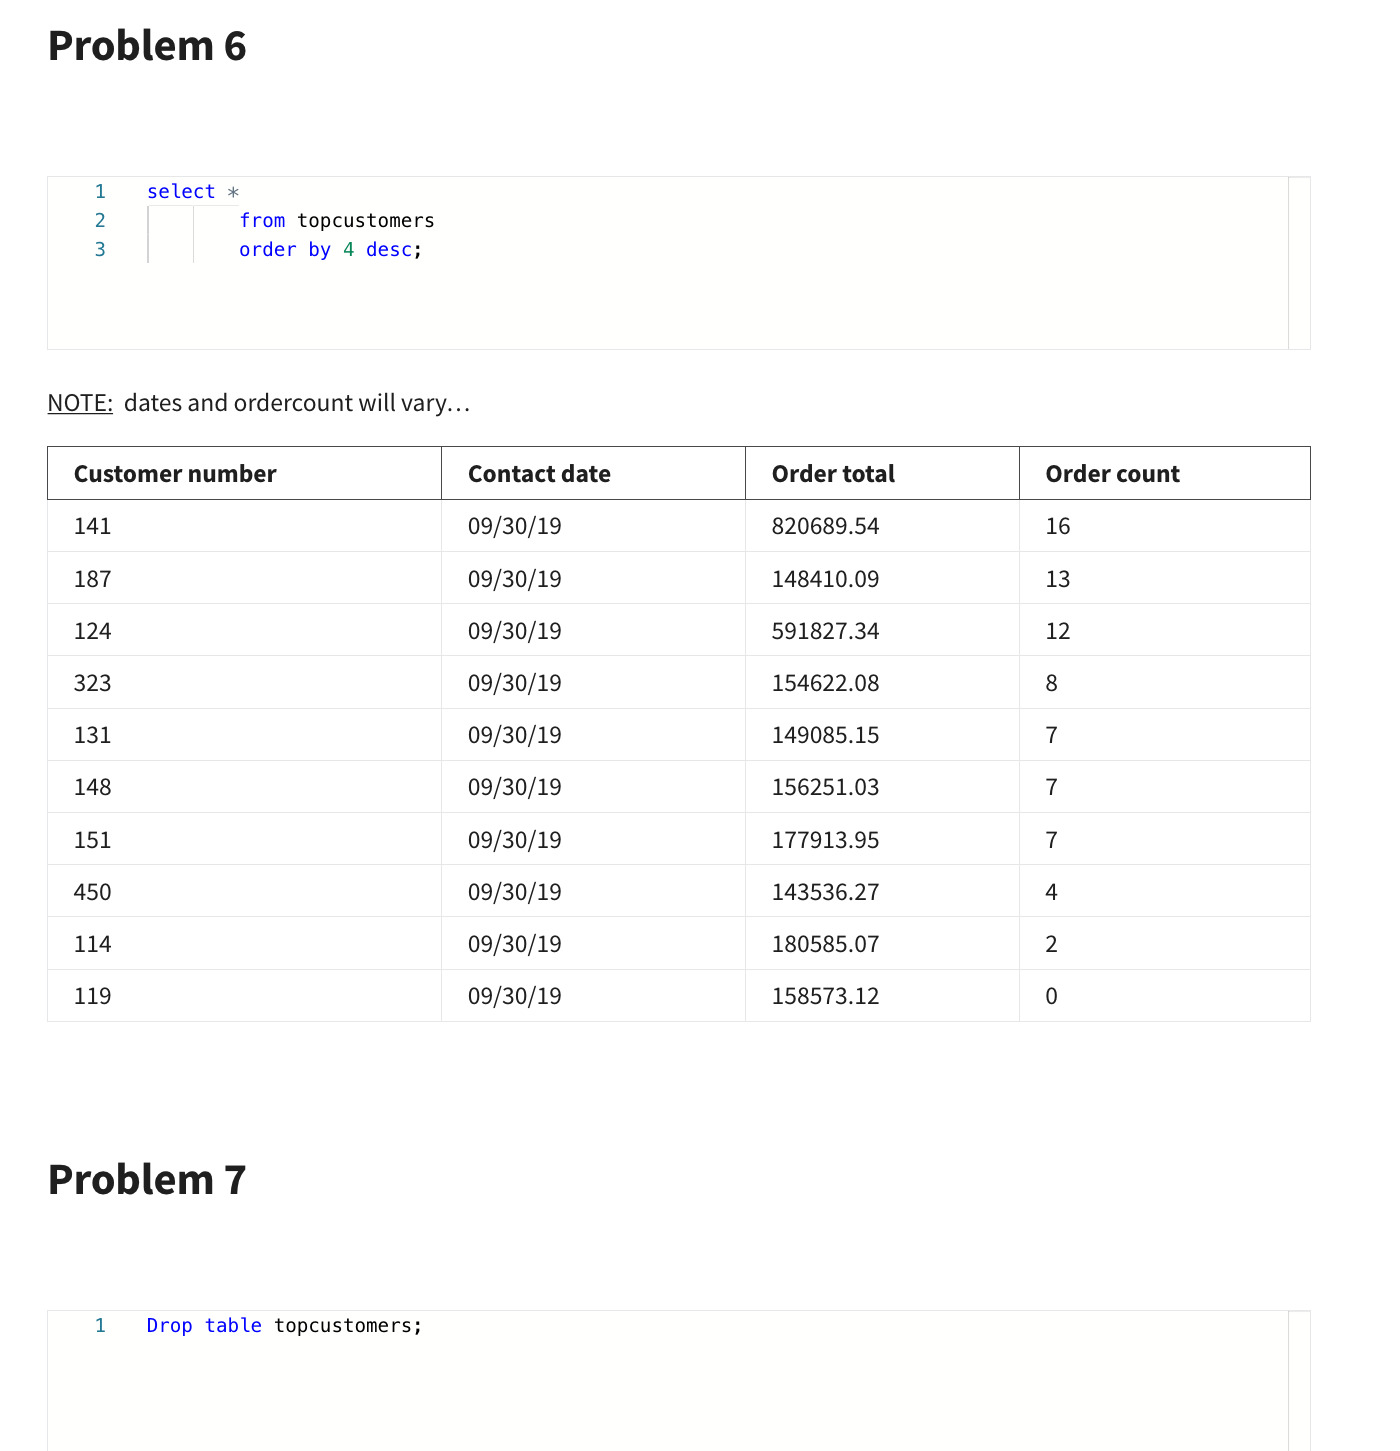 Problem 6
1 select *
2 from topcustomers
3 order by 4 desc;
NOTE: dates and ordercount will vary…
Customer number Contact date Order total Order count
141 09/30/19 820689.54 16
187 09/30/19 148410.09 13
124 09/30/19 591827.34 12
323 09/30/19 154622.08 8
131 09/30/19 149085.15 7
148 09/30/19 156251.03 7
151 09/30/19 177913.95 7
450 09/30/19 143536.27 4
114 09/30/19 180585.07 2
119 09/30/19 158573.12 0
Problem 7
1 Drop table topcustomers;